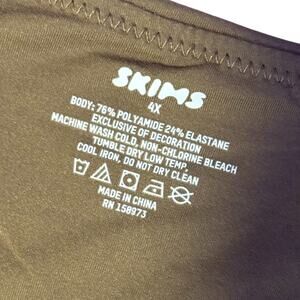 SKIMS
4X
BODY: 76% POLYAMIDE 24% ELASTANE
EXCLUSIVE OF DECORATION
MACHINE WASH COLD, NON-CHLORINE BLEACH
TUMBLE DRY LOW TEMP,
COOL IRON, DO NOT DRY CLEAN
MADE IN CHINA
RN 158973